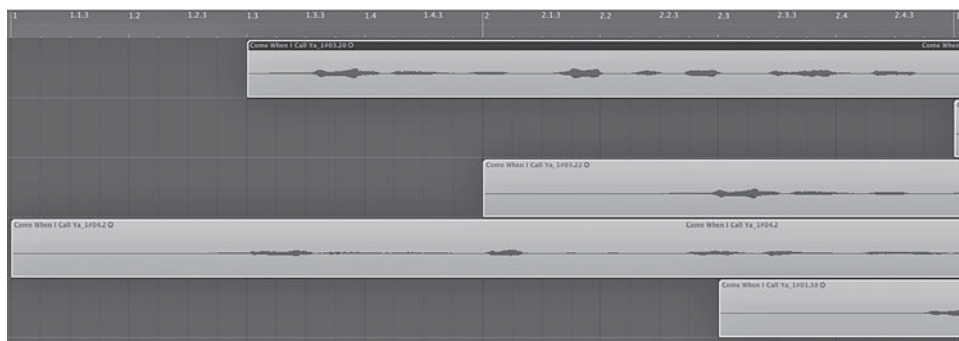 1 1.1.3 1.2 1.2.3 1.3 1.3.3 1.4 1.4.3 2 2.1.3 2.2 2.2.3 2.3 2.3.3 2.4 2.4.3
Come When I Call Ya_1#03.20 Come When
Come When I Call Ya_1#03.22
Come When I Call Ya_1#04.2 Come When I Call Ya_1#04.2
Come When I Call Ya_1#01.38